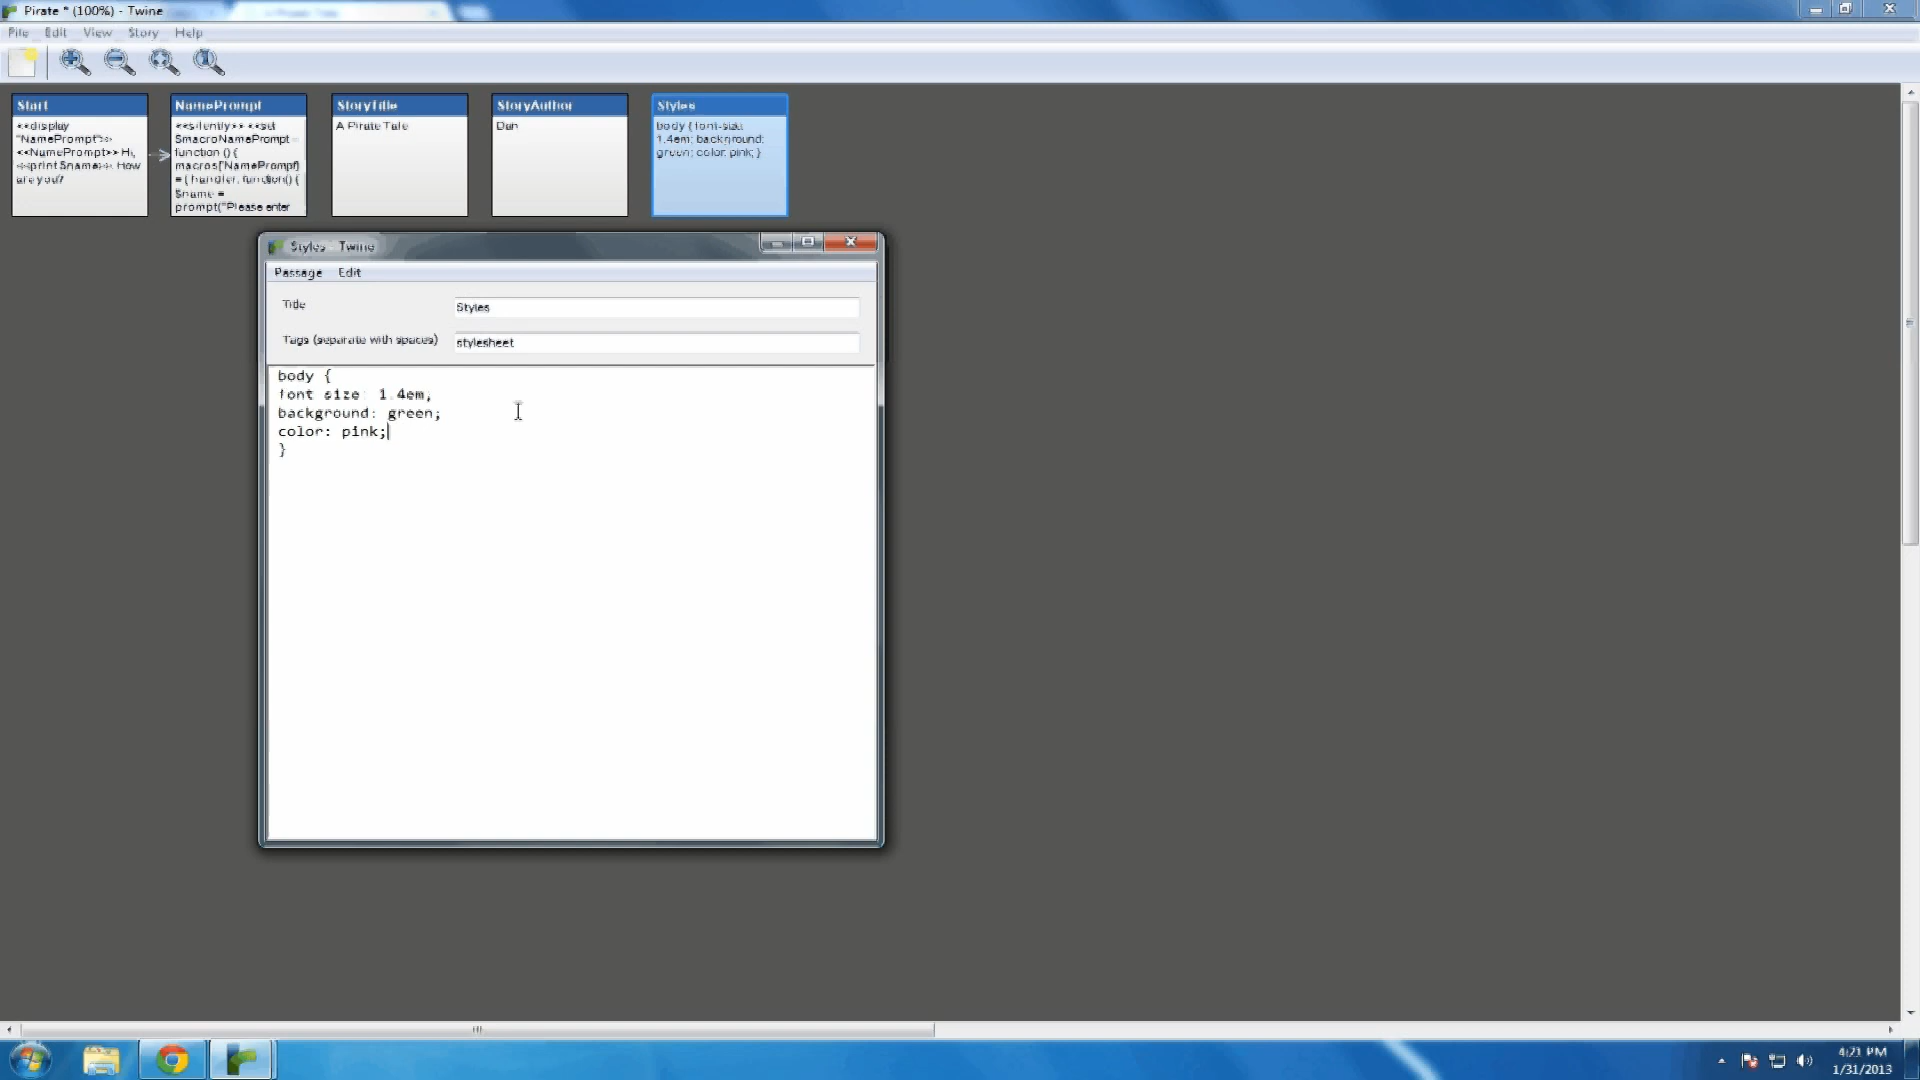 Pirate * (100%) - Twine
File Edit View Story Help
Start
<<display
"NamePrompt">>
<<NamePrompt>> Hi,
<<print $name>>. How
are you?
NamePrompt
<<silently>> <<set
$macroNamePrompt =
function () {
macros['NamePrompt']
= { handler: function() {
$name =
prompt("Please enter
StoryTitle
A Pirate Tale
StoryAuthor
Dan
Styles
body { font-size:
1.4em; background:
green; color: pink; }
Styles - Twine
Passage Edit
Title
Styles
Tags (separate with spaces)
stylesheet
body {
font-size: 1.4em;
background: green;
color: pink;
}
4:21 PM
1/31/2013